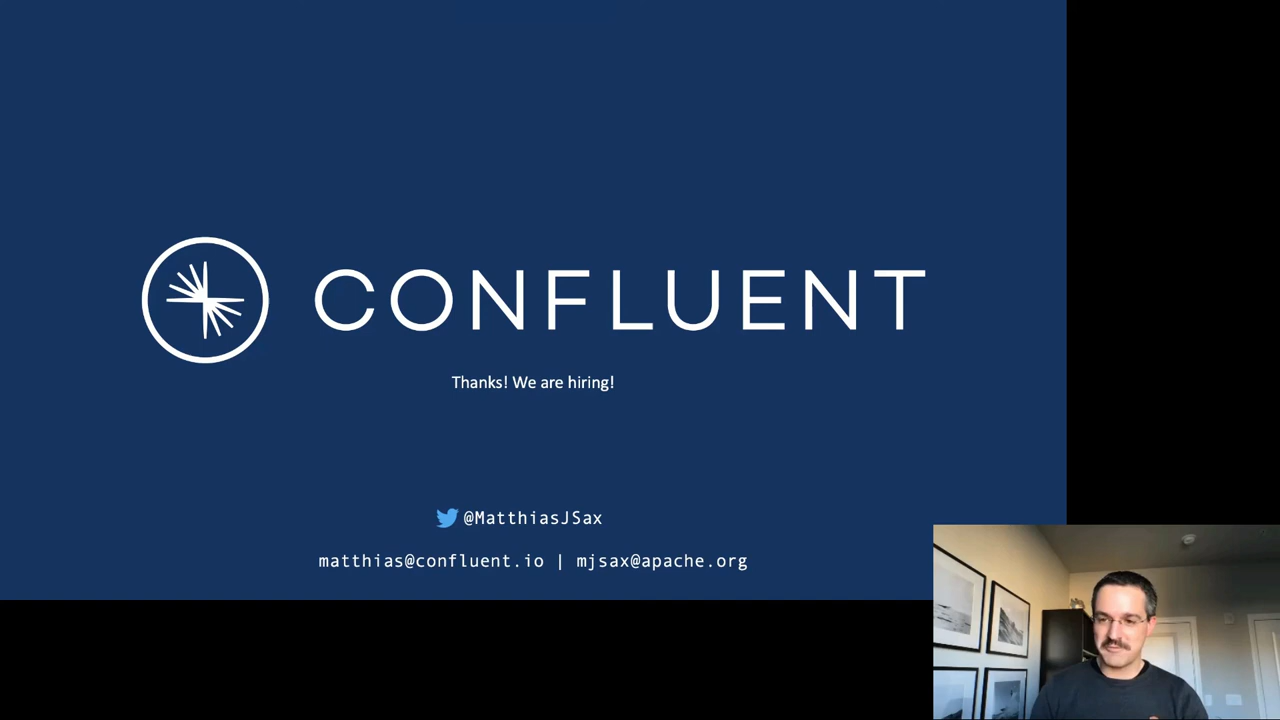 CONFLUENT
Thanks! We are hiring!
@MatthiasJSax
matthias@confluent.io | mjsax@apache.org